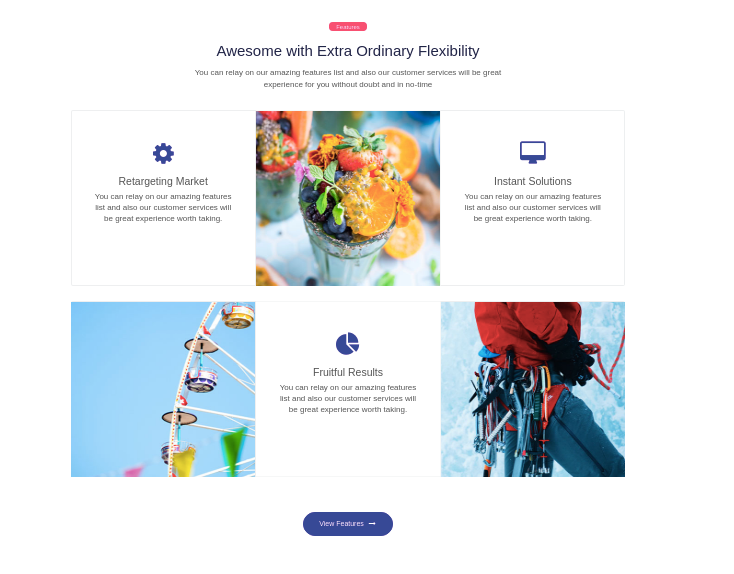 Features
Awesome with Extra Ordinary Flexibility
You can relay on our amazing features list and also our customer services will be great
experience for you without doubt and in no-time
Retargeting Market
You can relay on our amazing features
list and also our customer services will
be great experience worth taking.
Instant Solutions
You can relay on our amazing features
list and also our customer services will
be great experience worth taking.
Fruitful Results
You can relay on our amazing features
list and also our customer services will
be great experience worth taking.
View Features